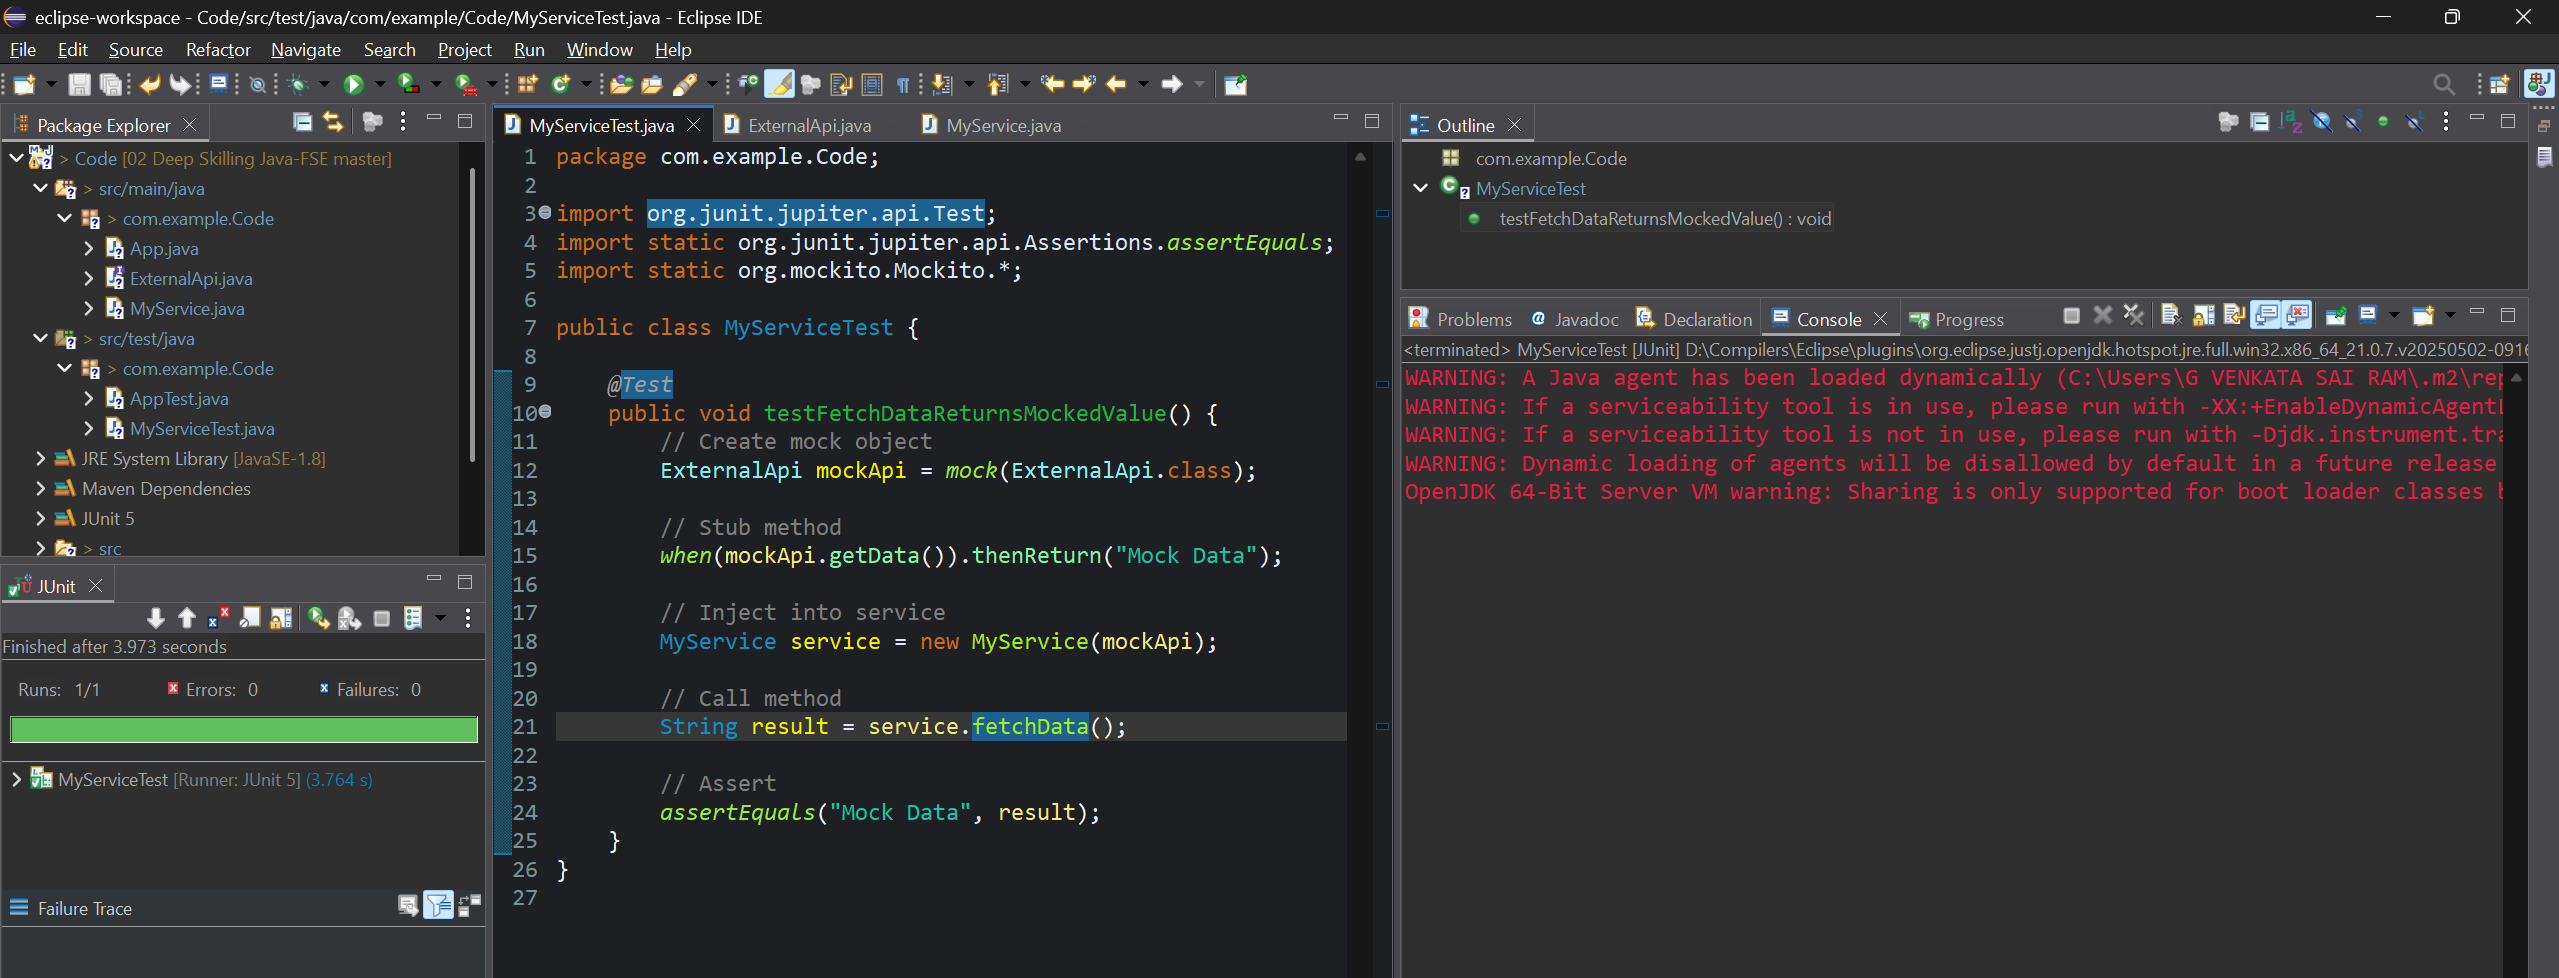 eclipse-workspace - Code/src/test/java/com/example/Code/MyServiceTest.java - Eclipse IDE
File Edit Source Refactor Navigate Search Project Run Window Help
Package Explorer
> Code [02 Deep Skilling Java-FSE master]
> src/main/java
> com.example.Code
App.java
ExternalApi.java
MyService.java
> src/test/java
> com.example.Code
AppTest.java
MyServiceTest.java
JRE System Library [JavaSE-1.8]
Maven Dependencies
JUnit 5
> src
JUnit
Finished after 3.973 seconds
Runs: 1/1 Errors: 0 Failures: 0
MyServiceTest [Runner: JUnit 5] (3.764 s)
Failure Trace
MyServiceTest.java ExternalApi.java MyService.java
1 package com.example.Code;
2
3 import org.junit.jupiter.api.Test;
4 import static org.junit.jupiter.api.Assertions.assertEquals;
5 import static org.mockito.Mockito.*;
6
7 public class MyServiceTest {
8
9 @Test
10 public void testFetchDataReturnsMockedValue() {
11 // Create mock object
12 ExternalApi mockApi = mock(ExternalApi.class);
13
14 // Stub method
15 when(mockApi.getData()).thenReturn("Mock Data");
16
17 // Inject into service
18 MyService service = new MyService(mockApi);
19
20 // Call method
21 String result = service.fetchData();
22
23 // Assert
24 assertEquals("Mock Data", result);
25 }
26 }
27
Outline
com.example.Code
MyServiceTest
testFetchDataReturnsMockedValue() : void
Problems Javadoc Declaration Console Progress
<terminated> MyServiceTest [JUnit] D:\Compilers\Eclipse\plugins\org.eclipse.justj.openjdk.hotspot.jre.full.win32.x86_64_21.0.7.v20250502-0916
WARNING: A Java agent has been loaded dynamically (C:\Users\G VENKATA SAI RAM\.m2\rep
WARNING: If a serviceability tool is in use, please run with -XX:+EnableDynamicAgentL
WARNING: If a serviceability tool is not in use, please run with -Djdk.instrument.tra
WARNING: Dynamic loading of agents will be disallowed by default in a future release
OpenJDK 64-Bit Server VM warning: Sharing is only supported for boot loader classes b